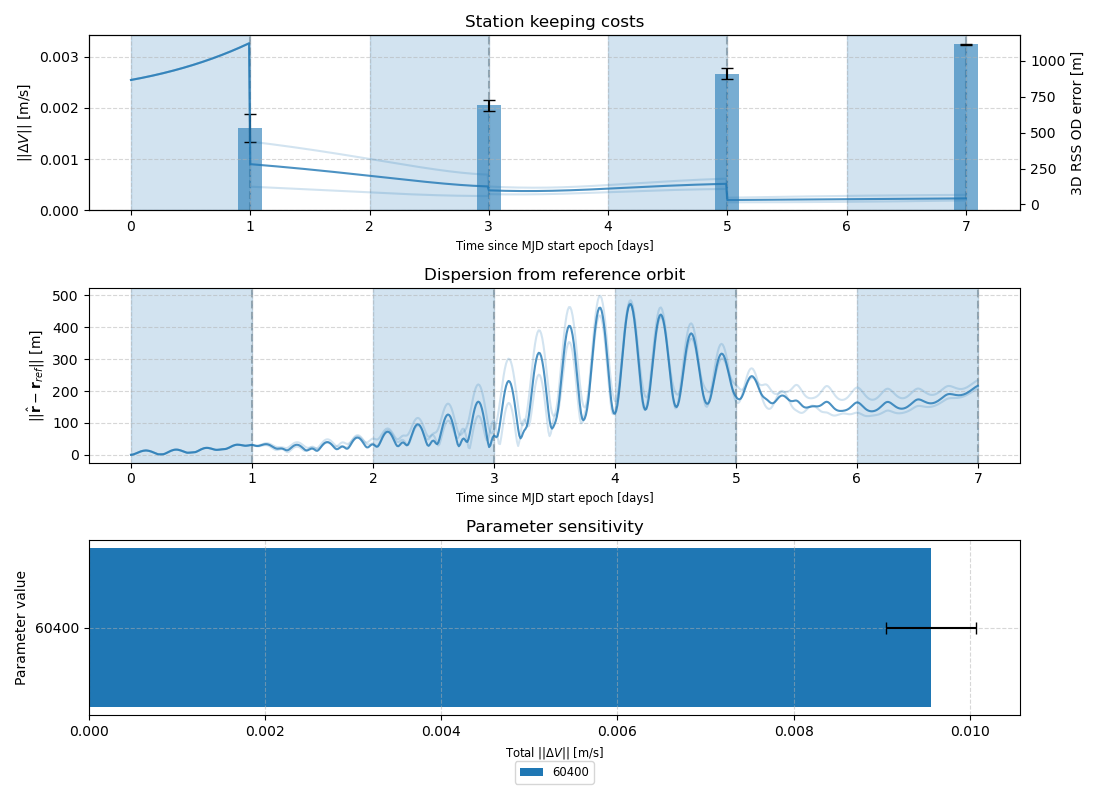 Station keeping costs
||ΔV|| [m/s]
0.003
0.002
0.001
0.000
1000
750
500
250
0
3D RSS OD error [m]
0 1 2 3 4 5 6 7
Time since MJD start epoch [days]
Dispersion from reference orbit
||r̂ − r_ref|| [m]
500
400
300
200
100
0
0 1 2 3 4 5 6 7
Time since MJD start epoch [days]
Parameter sensitivity
Parameter value
60400
0.000 0.002 0.004 0.006 0.008 0.010
Total ||ΔV|| [m/s]
60400